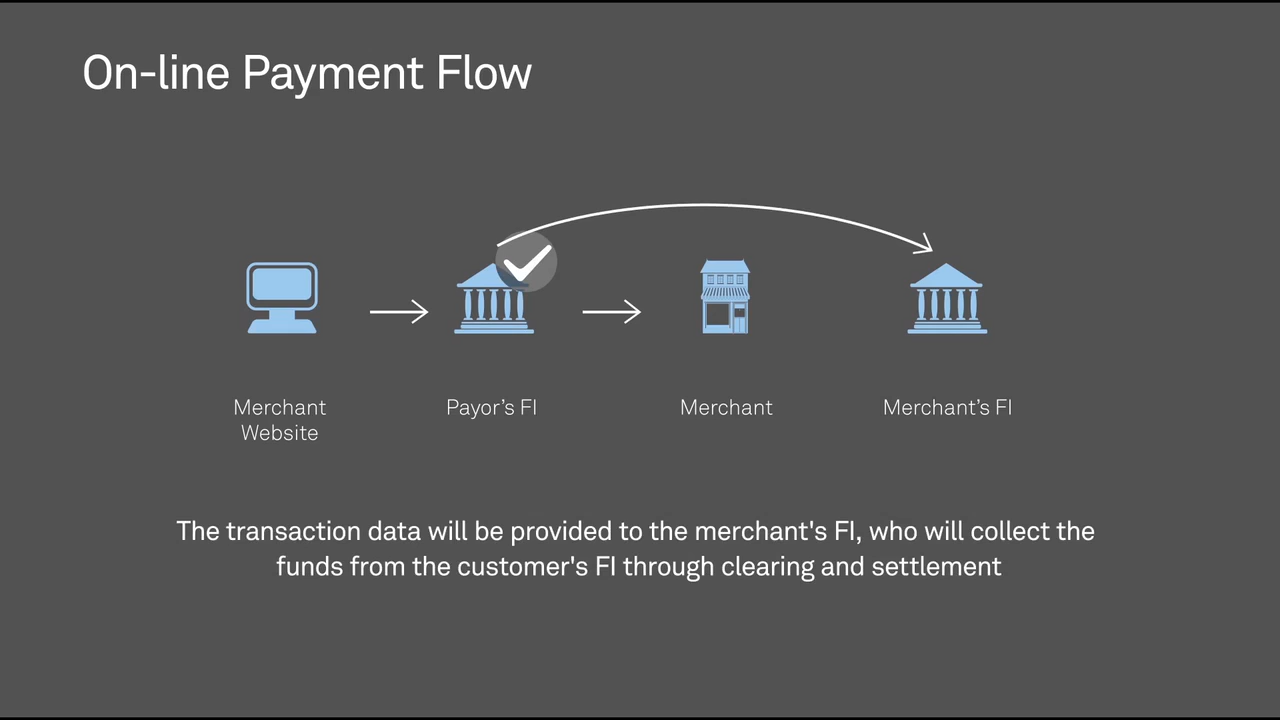 On-line Payment Flow
Merchant
Website
Payor’s FI
Merchant
Merchant’s FI
The transaction data will be provided to the merchant's FI, who will collect the
funds from the customer's FI through clearing and settlement